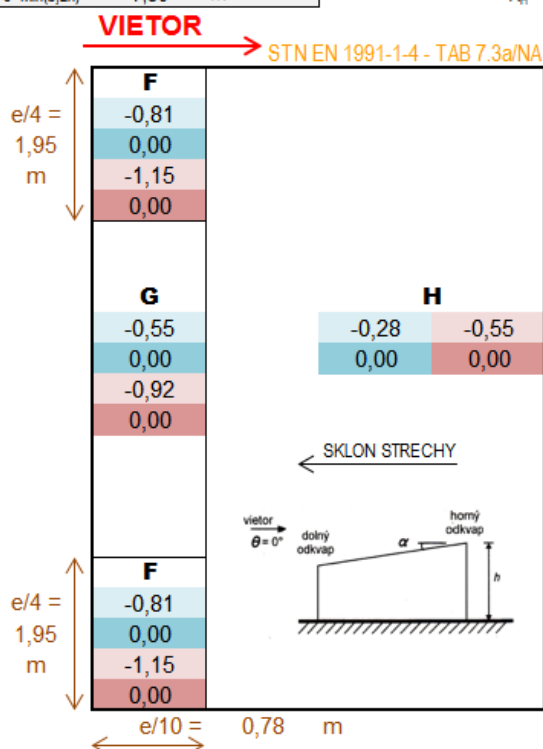 VIETOR
STN EN 1991-1-4 - TAB 7.3a/NA
F
e/4 =
1,95
m
-0,81
0,00
-1,15
0,00
G
-0,55
0,00
-0,92
0,00
H
-0,28 -0,55
0,00 0,00
SKLON STRECHY
vietor
θ = 0°
dolný
odkvap
α
horný
odkvap
h
F
e/4 =
1,95
m
-0,81
0,00
-1,15
0,00
e/10 = 0,78 m